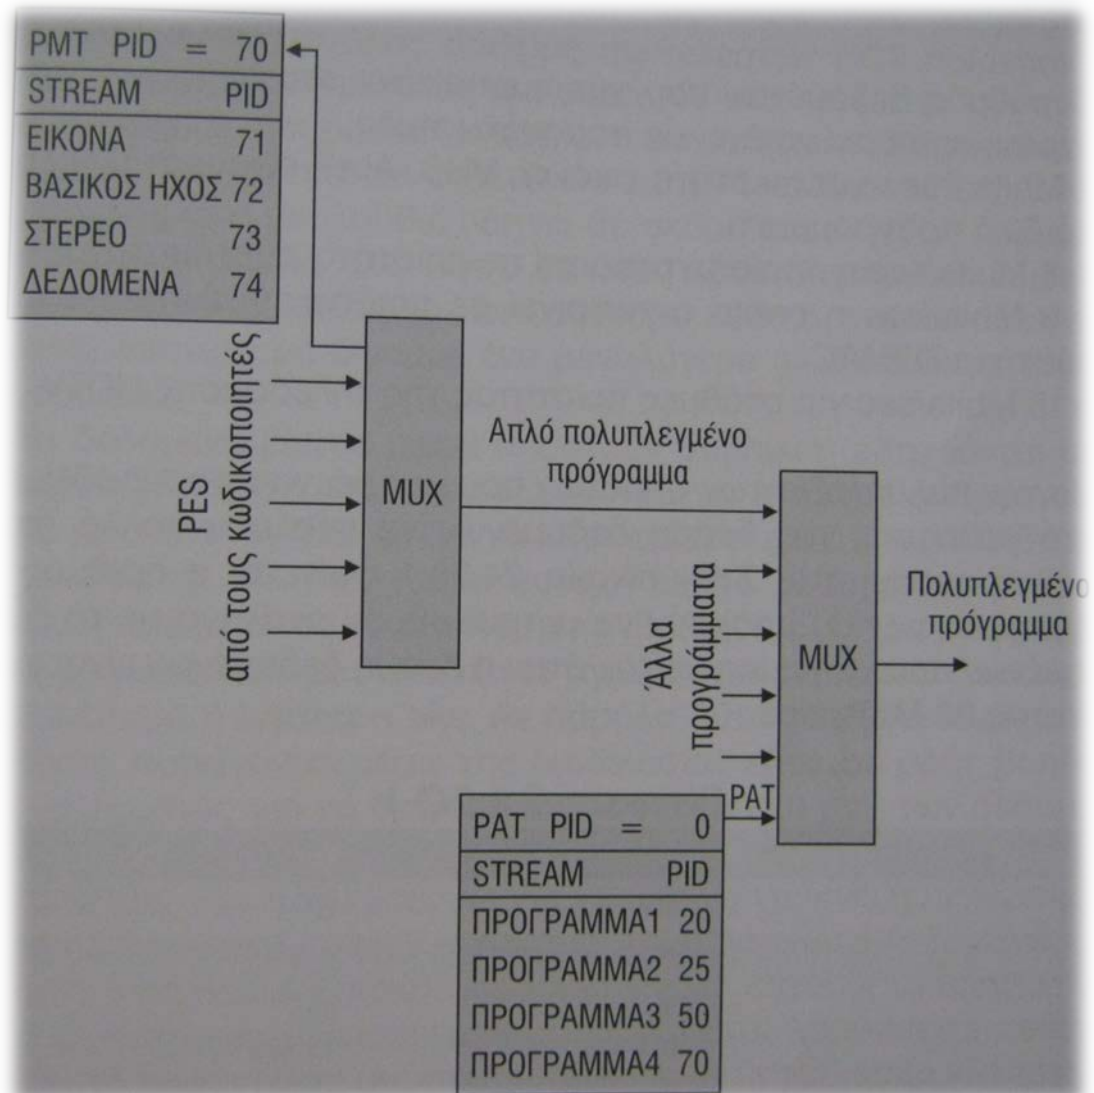 PMT PID = 70
STREAM PID
ΕΙΚΟΝΑ 71
ΒΑΣΙΚΟΣ ΗΧΟΣ 72
ΣΤΕΡΕΟ 73
ΔΕΔΟΜΕΝΑ 74
PES
από τους κωδικοποιητές
MUX
Απλό πολυπλεγμένο
πρόγραμμα
Άλλα
προγράμματα
MUX
Πολυπλεγμένο
πρόγραμμα
PAT
PAT PID = 0
STREAM PID
ΠΡΟΓΡΑΜΜΑ1 20
ΠΡΟΓΡΑΜΜΑ2 25
ΠΡΟΓΡΑΜΜΑ3 50
ΠΡΟΓΡΑΜΜΑ4 70